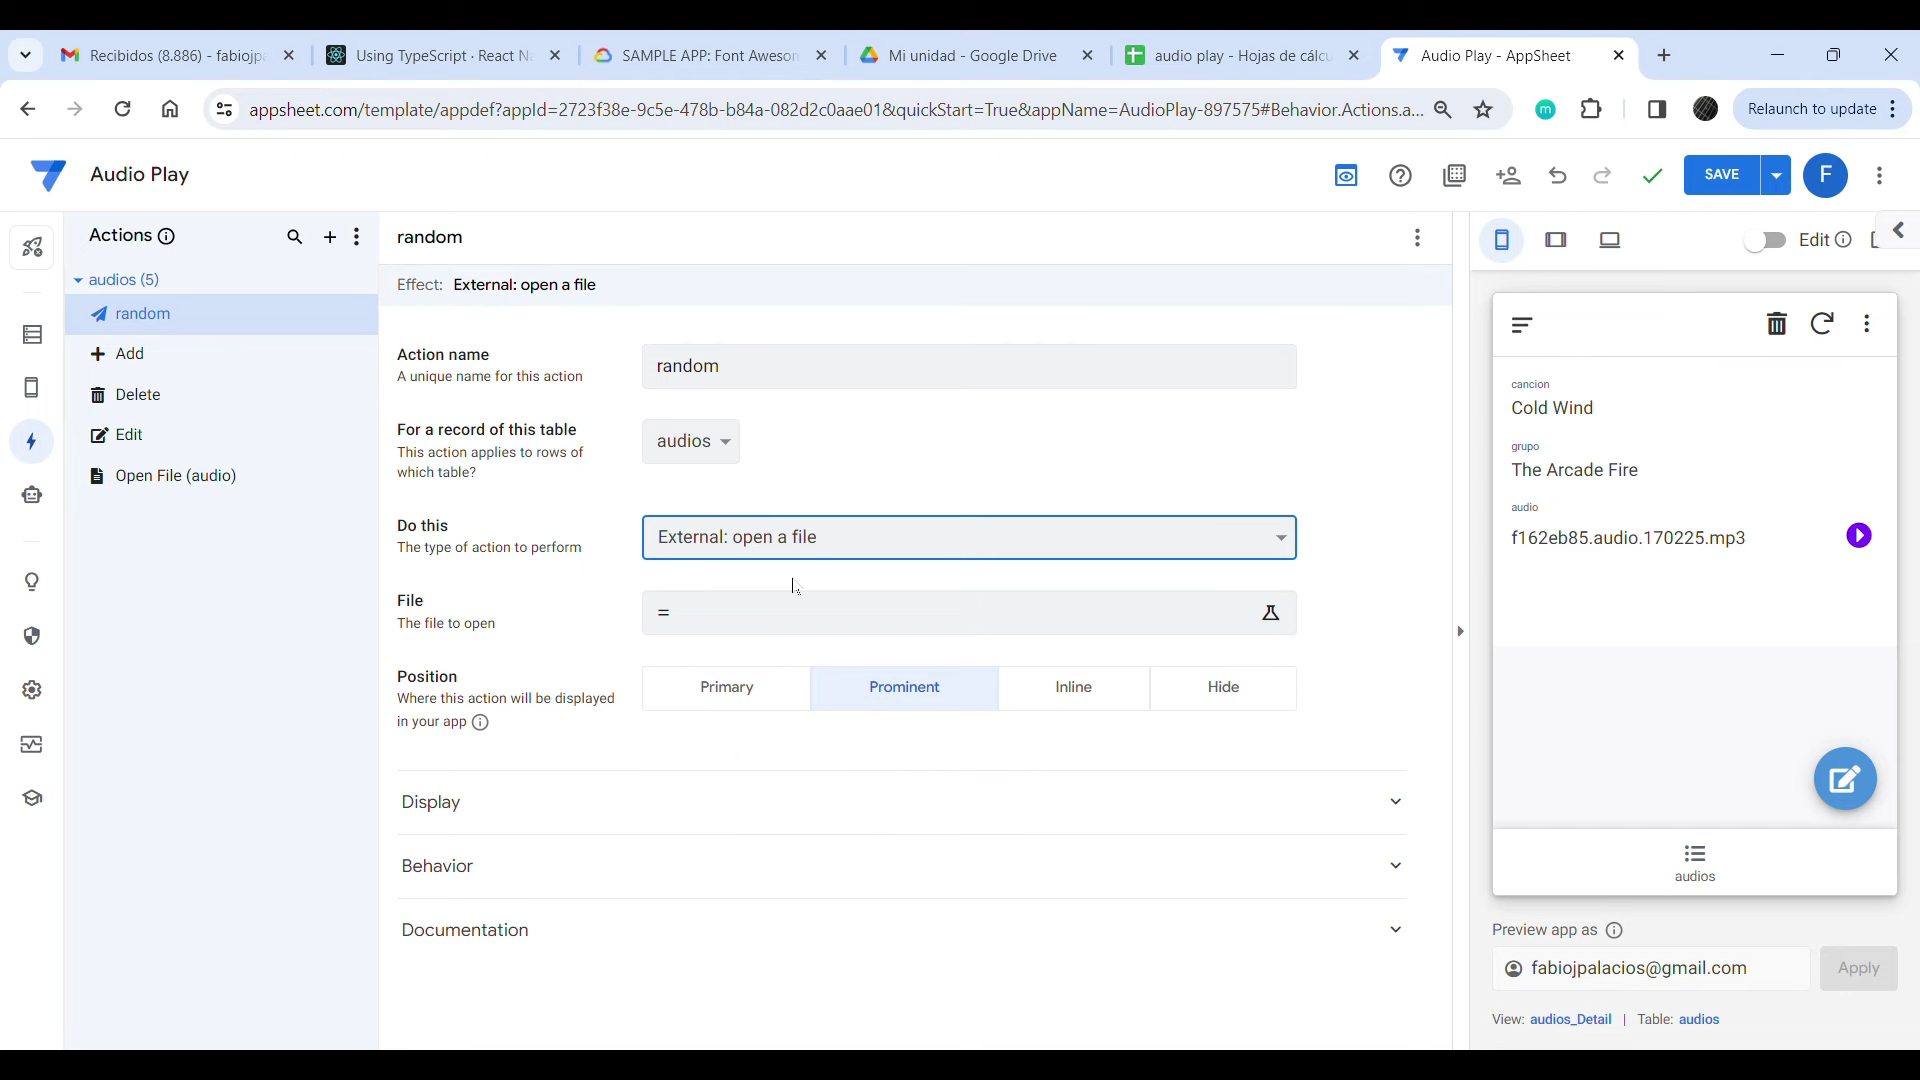 Recibidos (8.886) - fabiojpa
Using TypeScript · React N
SAMPLE APP: Font Aweson
Mi unidad - Google Drive
audio play - Hojas de cálcu
Audio Play - AppSheet
appsheet.com/template/appdef?appId=2723f38e-9c5e-478b-b84a-082d2c0aae01&quickStart=True&appName=AudioPlay-897575#Behavior.Actions.a...
m
Relaunch to update
Audio Play
SAVE
F
Actions
audios (5)
random
Add
Delete
Edit
Open File (audio)
random
Effect: External: open a file
Action name
A unique name for this action
random
For a record of this table
This action applies to rows of
which table?
audios
Do this
The type of action to perform
External: open a file
File
The file to open
=
Position
Where this action will be displayed
in your app
Primary
Prominent
Inline
Hide
Display
Behavior
Documentation
Edit
cancion
Cold Wind
grupo
The Arcade Fire
audio
f162eb85.audio.170225.mp3
audios
Preview app as
fabiojpalacios@gmail.com
Apply
View: audios_Detail | Table: audios